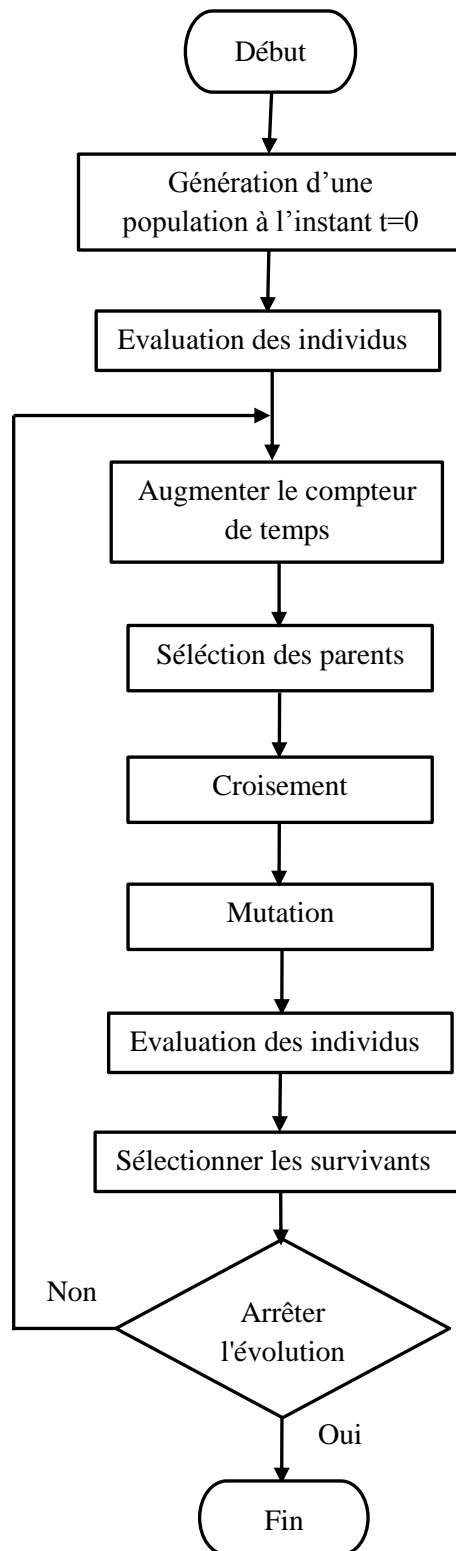 Début
Génération d’une
population à l’instant t=0
Evaluation des individus
Augmenter le compteur
de temps
Séléction des parents
Croisement
Mutation
Evaluation des individus
Sélectionner les survivants
Non
Arrêter
l'évolution
Oui
Fin